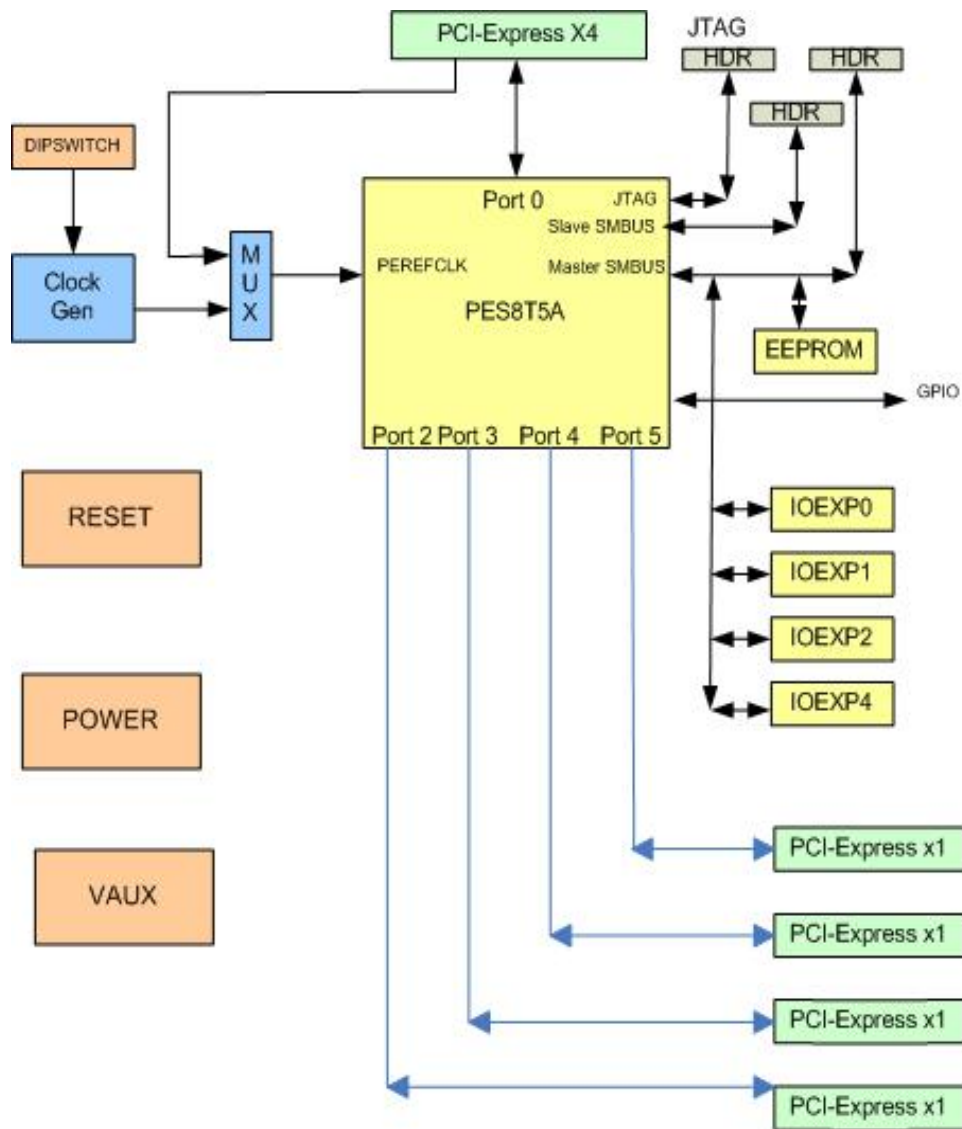 PCI-Express X4
JTAG
HDR
HDR
HDR
DIPSWITCH
Port 0
JTAG
Slave SMBUS
Master SMBUS
PEREFCLK
PES8T5A
Clock
Gen
M
U
X
EEPROM
GPIO
Port 2
Port 3
Port 4
Port 5
RESET
IOEXP0
IOEXP1
IOEXP2
IOEXP4
POWER
VAUX
PCI-Express x1
PCI-Express x1
PCI-Express x1
PCI-Express x1